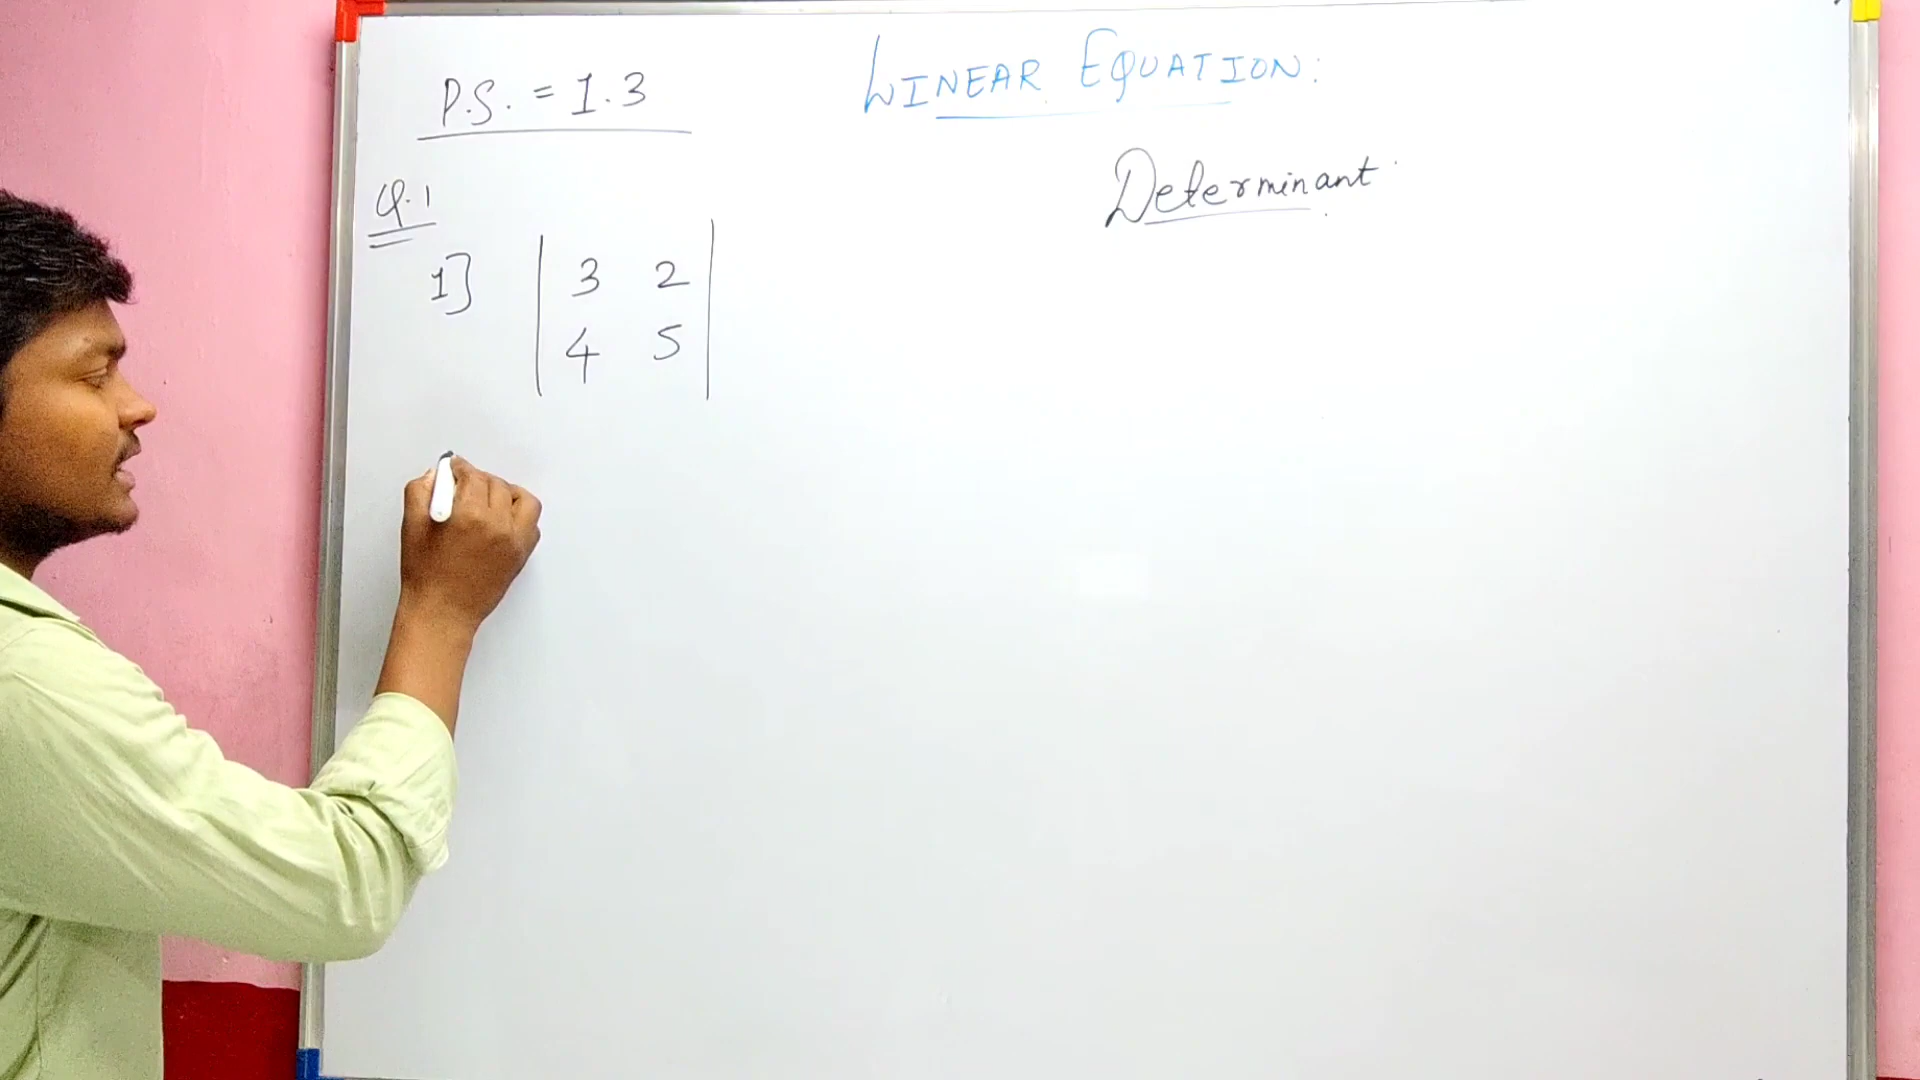 P.S. = 1.3
LINEAR EQUATION:
Determinant
Q.1
1] | 3 2 |
| 4 5 |